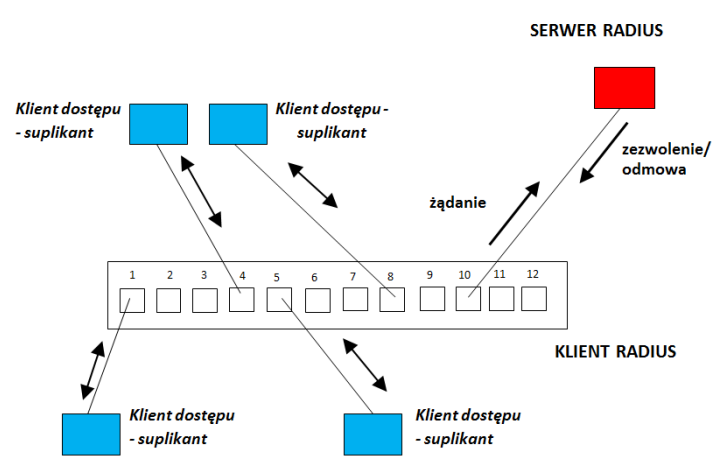 SERWER RADIUS
Klient dostępu
- suplikant
Klient dostępu -
suplikant
zezwolenie/
odmowa
żądanie
1 2 3 4 5 6 7 8 9 10 11 12
KLIENT RADIUS
Klient dostępu
- suplikant
Klient dostępu
- suplikant